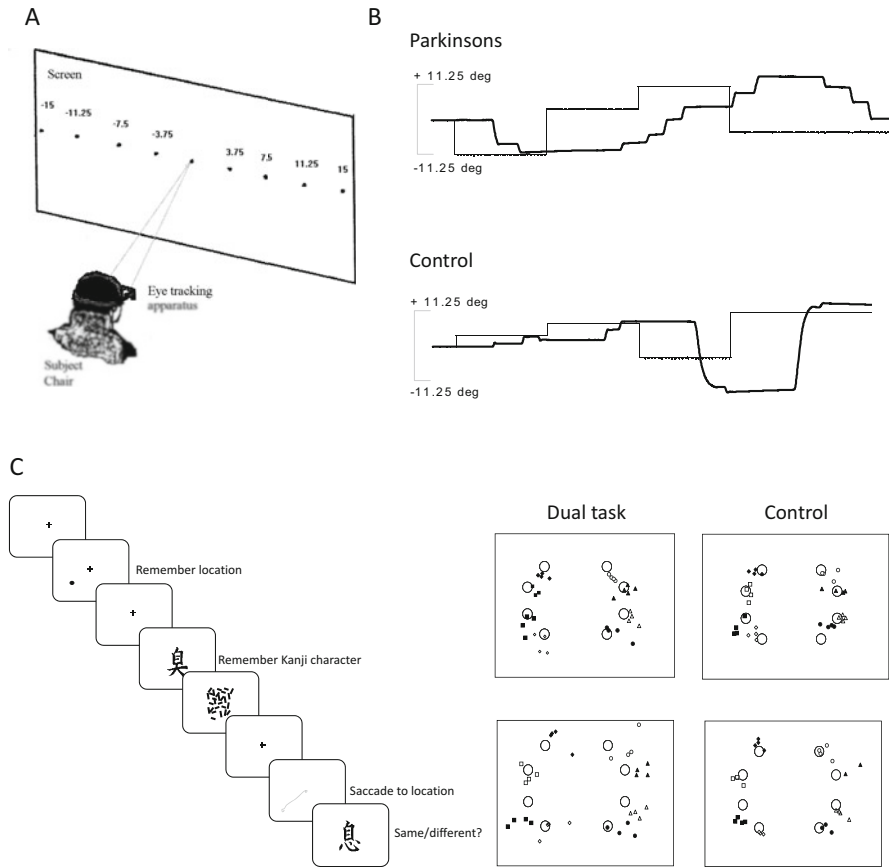 A
Screen
-15
-11.25
-7.5
-3.75
3.75
7.5
11.25
15
Eye tracking
apparatus
Subject
Chair
B
Parkinsons
+ 11.25 deg
-11.25 deg
Control
+ 11.25 deg
-11.25 deg
C
Remember location
臭
Remember Kanji character
Saccade to location
息
Same/different?
Dual task
Control